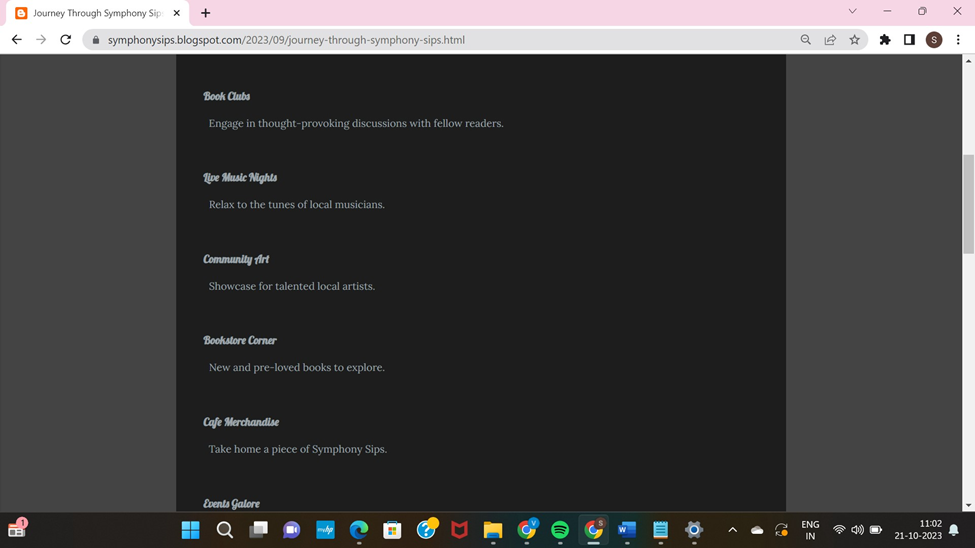 Journey Through Symphony Sips
symphonysips.blogspot.com/2023/09/journey-through-symphony-sips.html
S
Book Clubs
Engage in thought-provoking discussions with fellow readers.
Live Music Nights
Relax to the tunes of local musicians.
Community Art
Showcase for talented local artists.
Bookstore Corner
New and pre-loved books to explore.
Cafe Merchandise
Take home a piece of Symphony Sips.
Events Galore
1
myhp
V
S
W
ENG
IN
11:02
21-10-2023